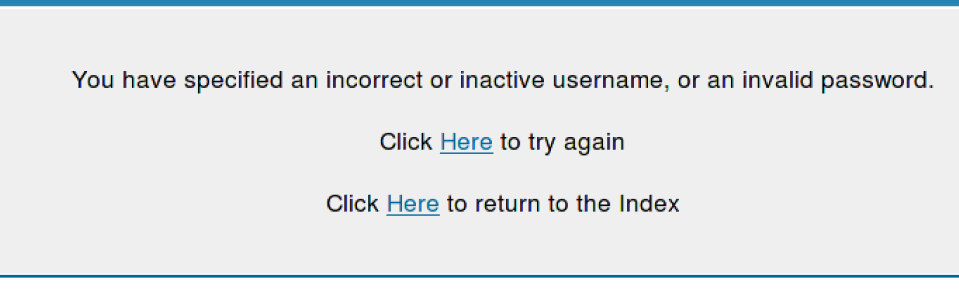 You have specified an incorrect or inactive username, or an invalid password.
Click Here to try again
Click Here to return to the Index